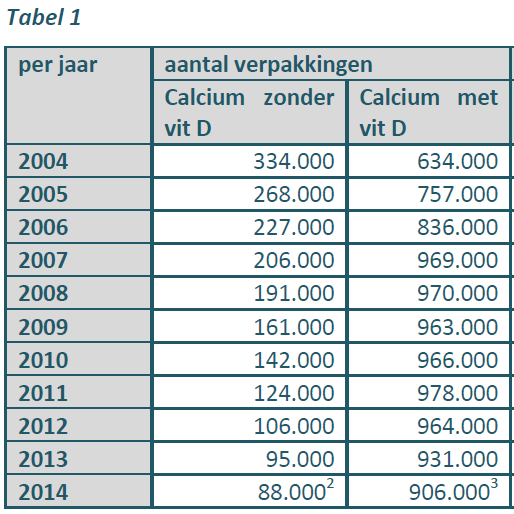 Tabel 1
per jaar aantal verpakkingen
Calcium zonder Calcium met
vit D vit D
2004 334.000 634.000
2005 268.000 757.000
2006 227.000 836.000
2007 206.000 969.000
2008 191.000 970.000
2009 161.000 963.000
2010 142.000 966.000
2011 124.000 978.000
2012 106.000 964.000
2013 95.000 931.000
2014 88.000² 906.000³